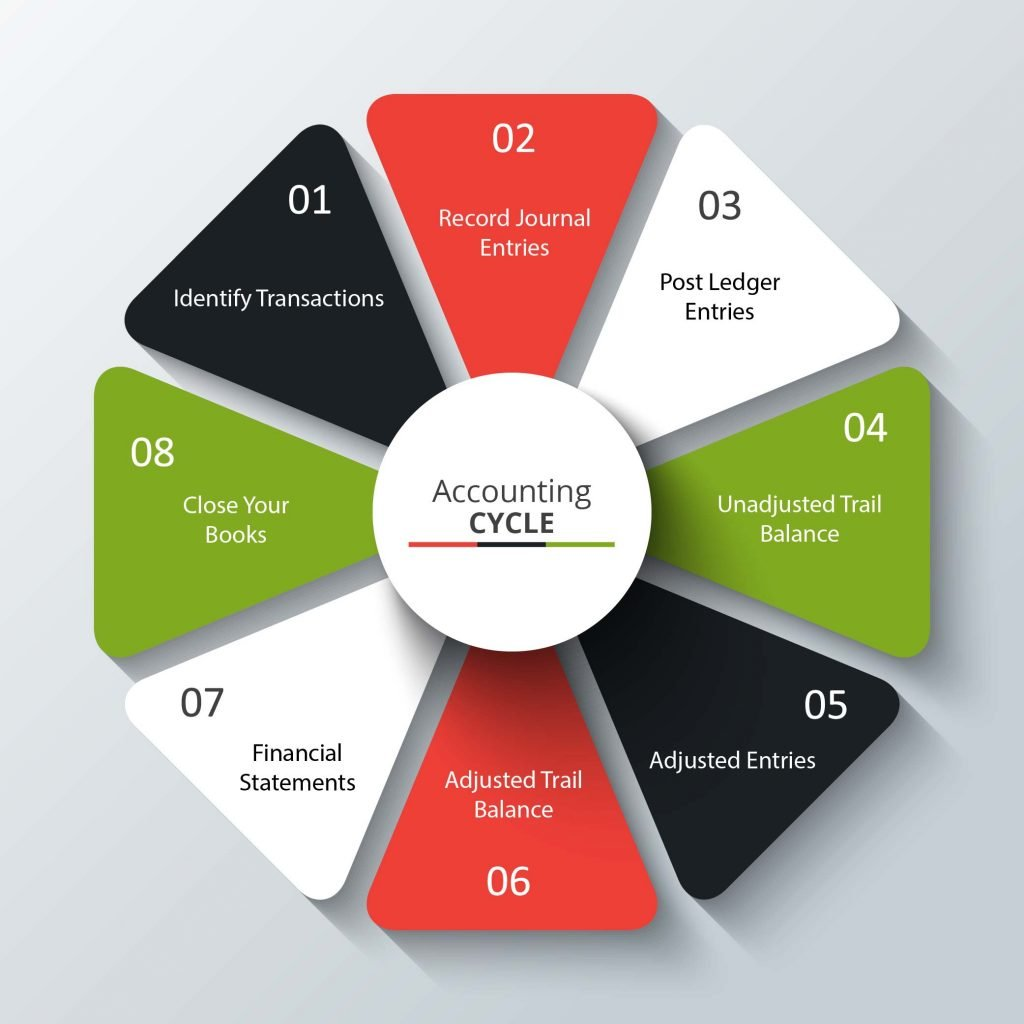 Accounting
CYCLE
01
Identify Transactions
02
Record Journal
Entries
03
Post Ledger
Entries
04
Unadjusted Trail
Balance
05
Adjusted Entries
Adjusted Trail
Balance
06
07
Financial
Statements
08
Close Your
Books